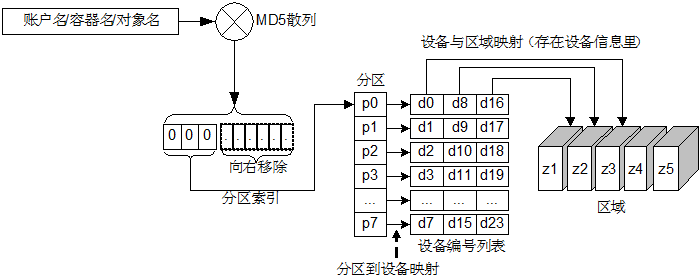 账户名/容器名/对象名
MD5散列
设备与区域映射（存在设备信息里）
分区
p0 d0 d8 d16
0 0 0 . . . . . .
p1 d1 d9 d17
向右移除
p2 d2 d10 d18
p3 d3 d11 d19
z1 z2 z3 z4 z5
分区索引
... ... ... ...
区域
p7 d7 d15 d23
设备编号列表
分区到设备映射